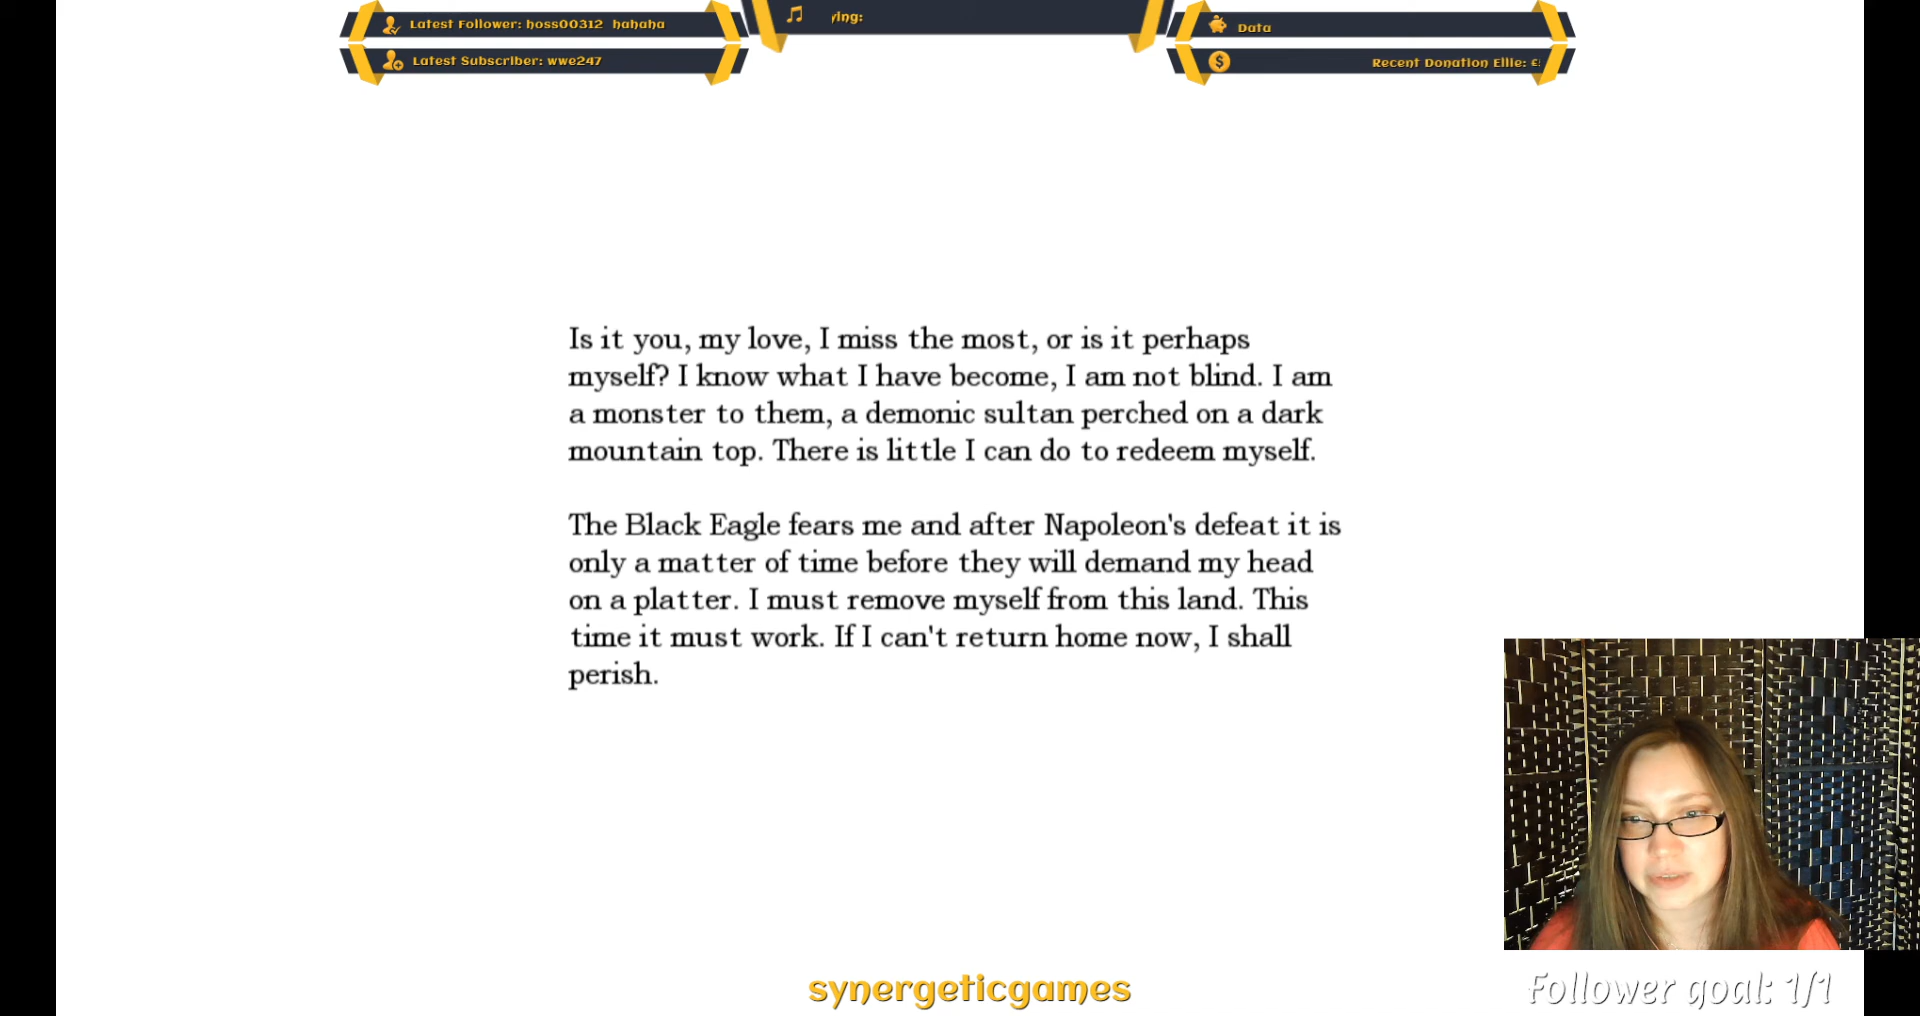 Latest Follower: hoss00312 hahaha
Latest Subscriber: wwe247
ying:
Data
Recent Donation Ellie: £
Is it you, my love, I miss the most, or is it perhaps
myself? I know what I have become, I am not blind. I am
a monster to them, a demonic sultan perched on a dark
mountain top. There is little I can do to redeem myself.
The Black Eagle fears me and after Napoleon's defeat it is
only a matter of time before they will demand my head
on a platter. I must remove myself from this land. This
time it must work. If I can't return home now, I shall
perish.
synergeticgames
Follower goal: 1/1